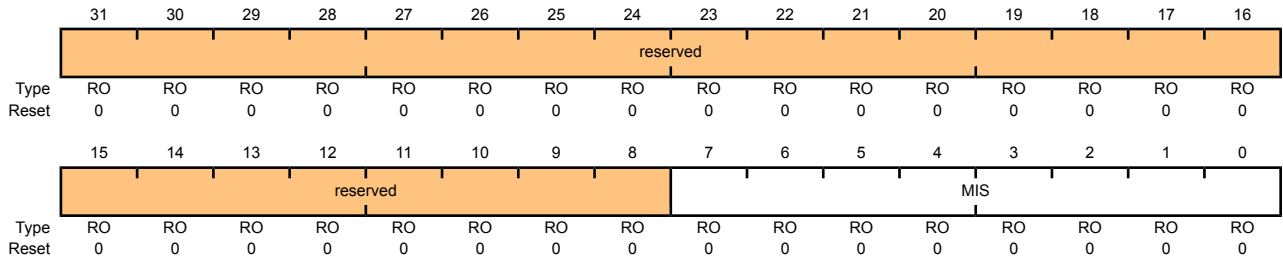 31 30 29 28 27 26 25 24 23 22 21 20 19 18 17 16
reserved
Type RO RO RO RO RO RO RO RO RO RO RO RO RO RO RO RO
Reset 0 0 0 0 0 0 0 0 0 0 0 0 0 0 0 0
15 14 13 12 11 10 9 8 7 6 5 4 3 2 1 0
reserved MIS
Type RO RO RO RO RO RO RO RO RO RO RO RO RO RO RO RO
Reset 0 0 0 0 0 0 0 0 0 0 0 0 0 0 0 0